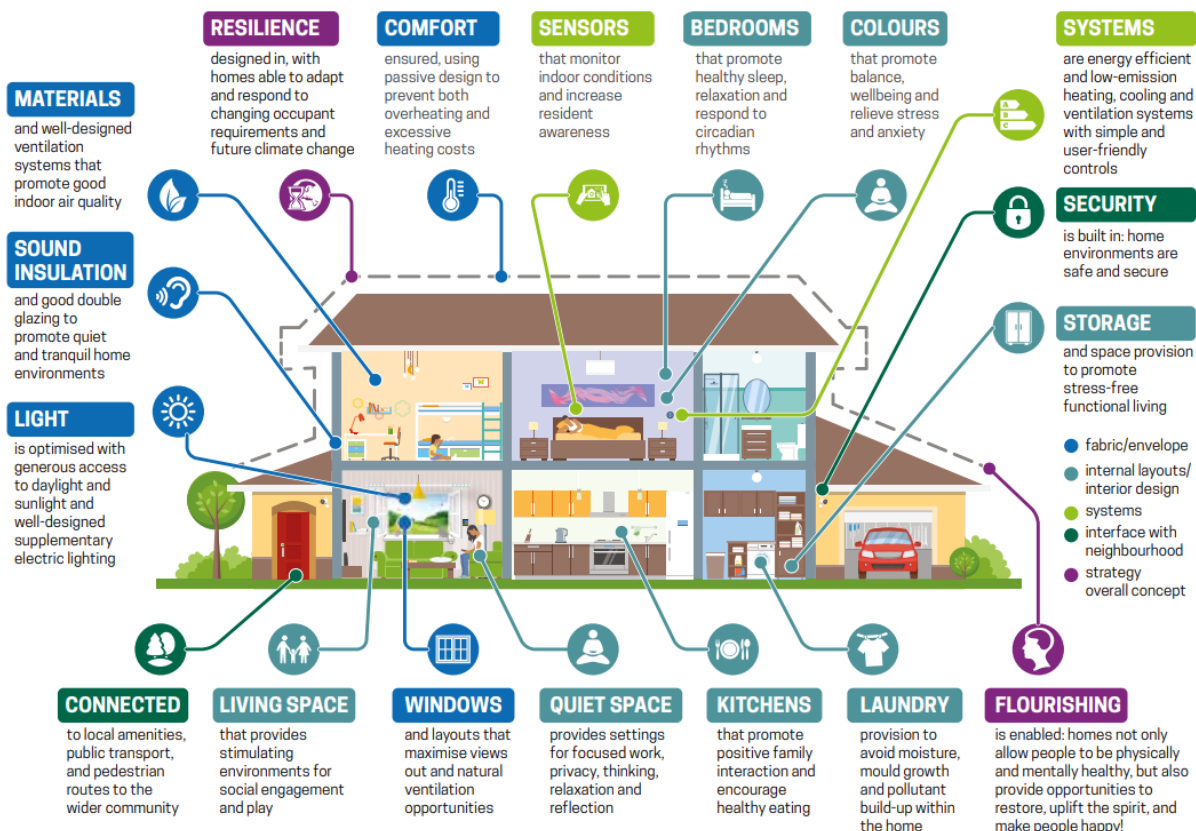 RESILIENCE
designed in, with
homes able to adapt
and respond to
changing occupant
requirements and
future climate change
COMFORT
ensured, using
passive design to
prevent both
overheating and
excessive
heating costs
SENSORS
that monitor
indoor conditions
and increase
resident
awareness
BEDROOMS
that promote
healthy sleep,
relaxation and
respond to
circadian
rhythms
COLOURS
that promote
balance,
wellbeing and
relieve stress
and anxiety
SYSTEMS
are energy efficient
and low-emission
heating, cooling and
ventilation systems
with simple and
user-friendly
controls
A
B
C
MATERIALS
and well-designed
ventilation
systems that
promote good
indoor air quality
SECURITY
is built in: home
environments are
safe and secure
SOUND
INSULATION
and good double
glazing to
promote quiet
and tranquil home
environments
STORAGE
and space provision
to promote
stress-free
functional living
LIGHT
is optimised with
generous access
to daylight and
sunlight and
well-designed
supplementary
electric lighting
fabric/envelope
internal layouts/
interior design
systems
interface with
neighbourhood
strategy
overall concept
CONNECTED
to local amenities,
public transport,
and pedestrian
routes to the
wider community
LIVING SPACE
that provides
stimulating
environments for
social engagement
and play
WINDOWS
and layouts that
maximise views
out and natural
ventilation
opportunities
QUIET SPACE
provides settings
for focused work,
privacy, thinking,
relaxation and
reflection
KITCHENS
that promote
positive family
interaction and
encourage
healthy eating
LAUNDRY
provision to
avoid moisture,
mould growth
and pollutant
build-up within
the home
FLOURISHING
is enabled: homes not only
allow people to be physically
and mentally healthy, but also
provide opportunities to
restore, uplift the spirit, and
make people happy!